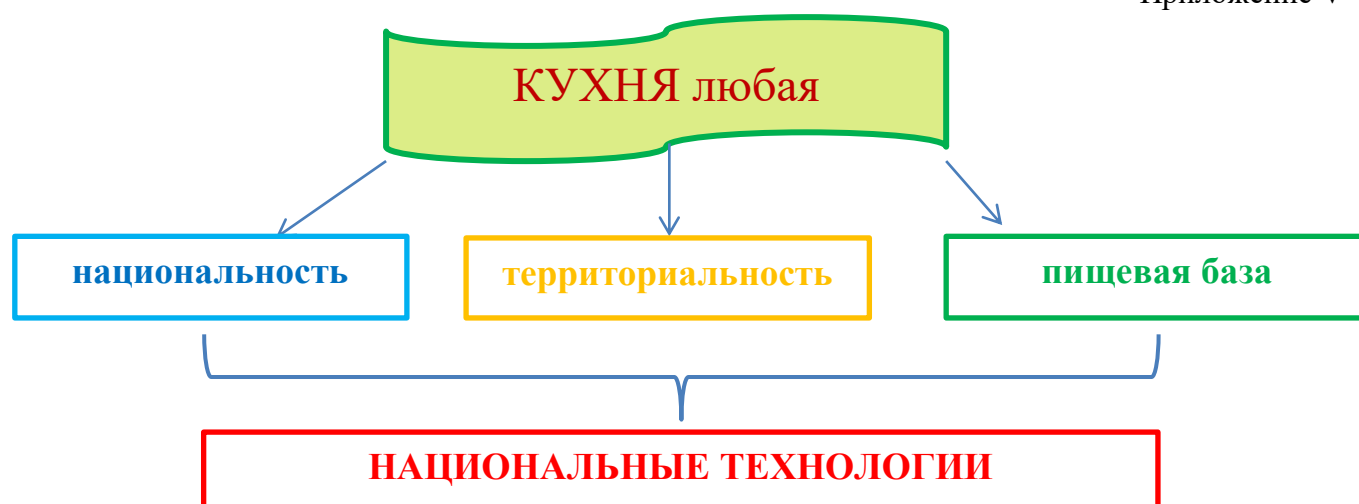 Приложение
КУХНЯ любая
национальность
территориальность
пищевая база
НАЦИОНАЛЬНЫЕ ТЕХНОЛОГИИ